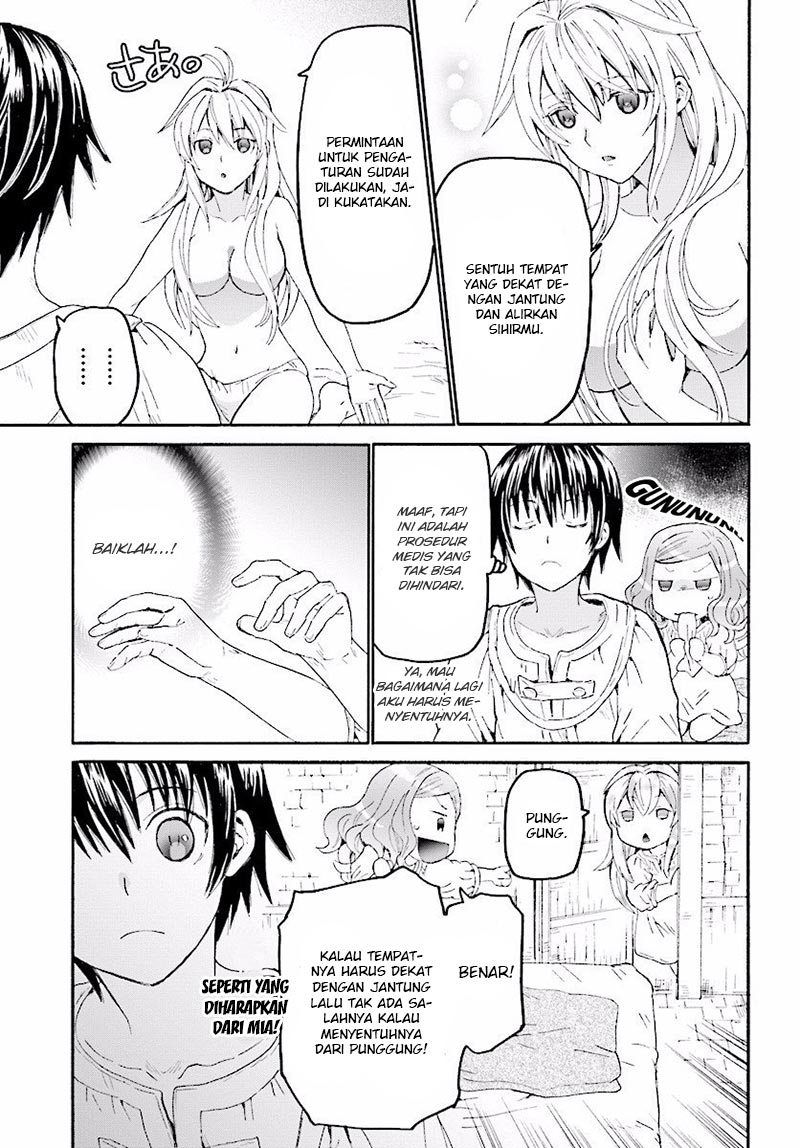 SENTUH TEMPAT
YANG DEKAT DE-
NGAN JANTUNG
DAN ALIRKAN
SIHIRMU.
PERMINTAAN
UNTUK PENGA-
TURAN SUDAH
DILAKUKAN, JA-
DI KUKATAKAN.
さあ。
......
GUNUNUNU
MAAF, TAPI
INI ADALAH
PROSEDUR
MEDIS YANG
TAK BISA
DIHINDARI.
YA, MAU
BAGAIMANA LAGI
AKU HARUS ME-
NYENTUHNYA.
BAIKLAH...!
PUNG-
GUNG.
BENAR!
KALAU TEMPAT-
NYA HARUS DEKAT
DENGAN JANTUNG
LALU TAK ADA SA-
LAHNYA KALAU
MENYENTUHNYA
DARI PUNGGUNG!
SEPERTI YANG
DIHARAPKAN
DARI MIA!